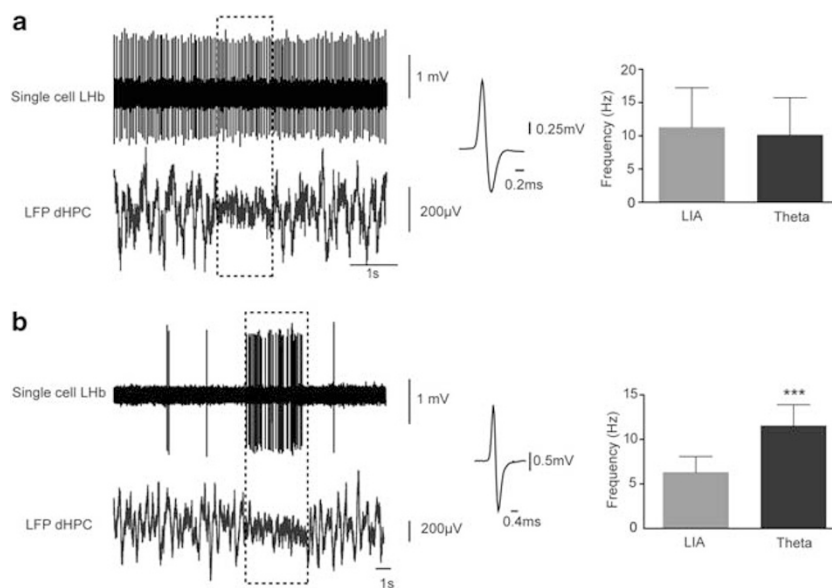 a
Single cell LHb
1 mV
LFP dHPC
200µV
1s
0.25mV
0.2ms
Frequency (Hz)
20
15
10
5
0
LIA Theta
b
Single cell LHb
1 mV
LFP dHPC
200µV
1s
0.5mV
0.4ms
Frequency (Hz)
15
10
5
0
***
LIA Theta